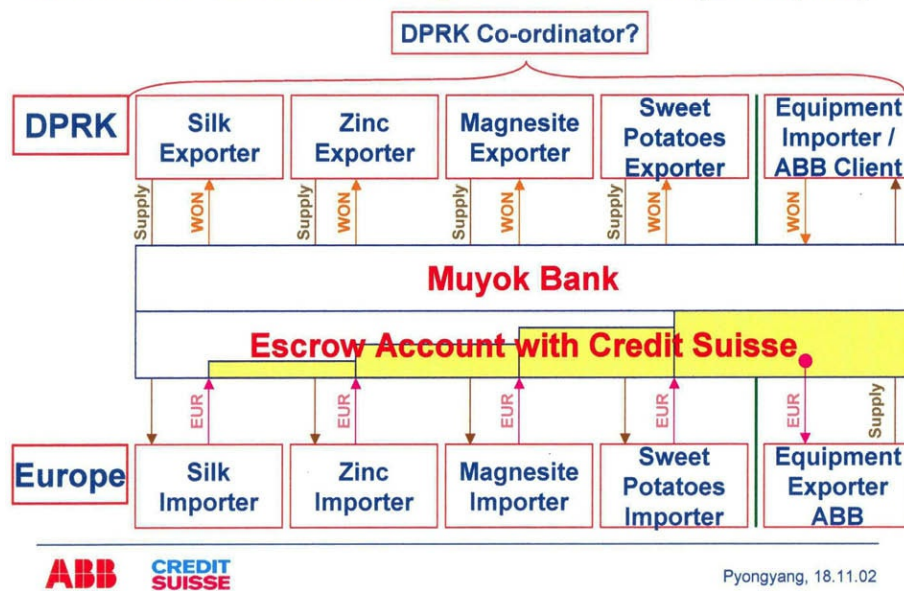 DPRK Co-ordinator?
DPRK
Silk
Exporter
Zinc
Exporter
Magnesite
Exporter
Sweet
Potatoes
Exporter
Equipment
Importer /
ABB Client
Supply
WON
Supply
WON
Supply
WON
Supply
WON
WON
Muyok Bank
Escrow Account with Credit Suisse
EUR
EUR
EUR
EUR
EUR
Supply
Europe
Silk
Importer
Zinc
Importer
Magnesite
Importer
Sweet
Potatoes
Importer
Equipment
Exporter
ABB
ABB
CREDIT
SUISSE
Pyongyang, 18.11.02